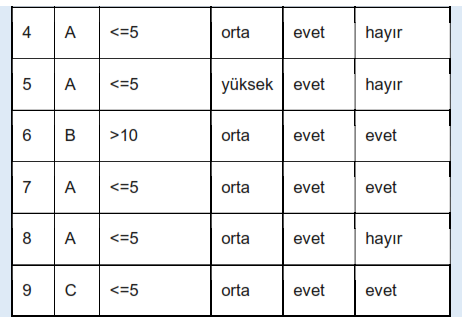 4 A <=5 orta evet hayır
5 A <=5 yüksek evet hayır
6 B >10 orta evet evet
7 A <=5 orta evet evet
8 A <=5 orta evet hayır
9 C <=5 orta evet evet